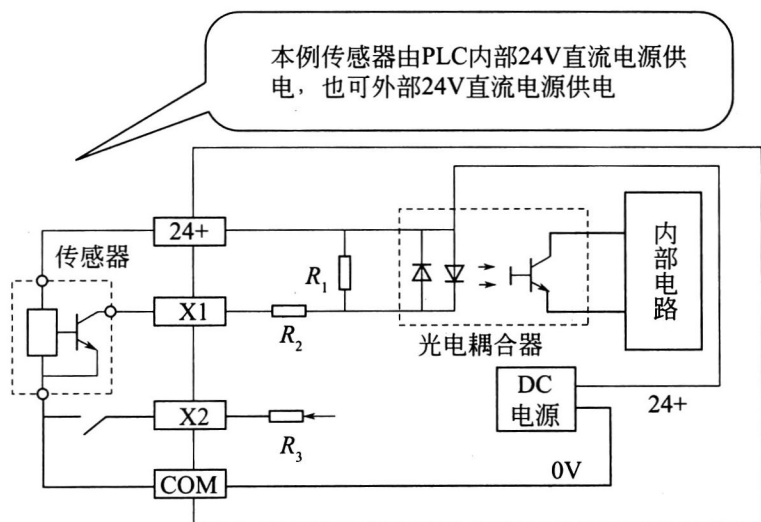 本例传感器由PLC内部24V直流电源供
电，也可外部24V直流电源供电
24+
传感器
内部电路
R1
X1
R2
光电耦合器
DC
电源
24+
X2
R3
0V
COM